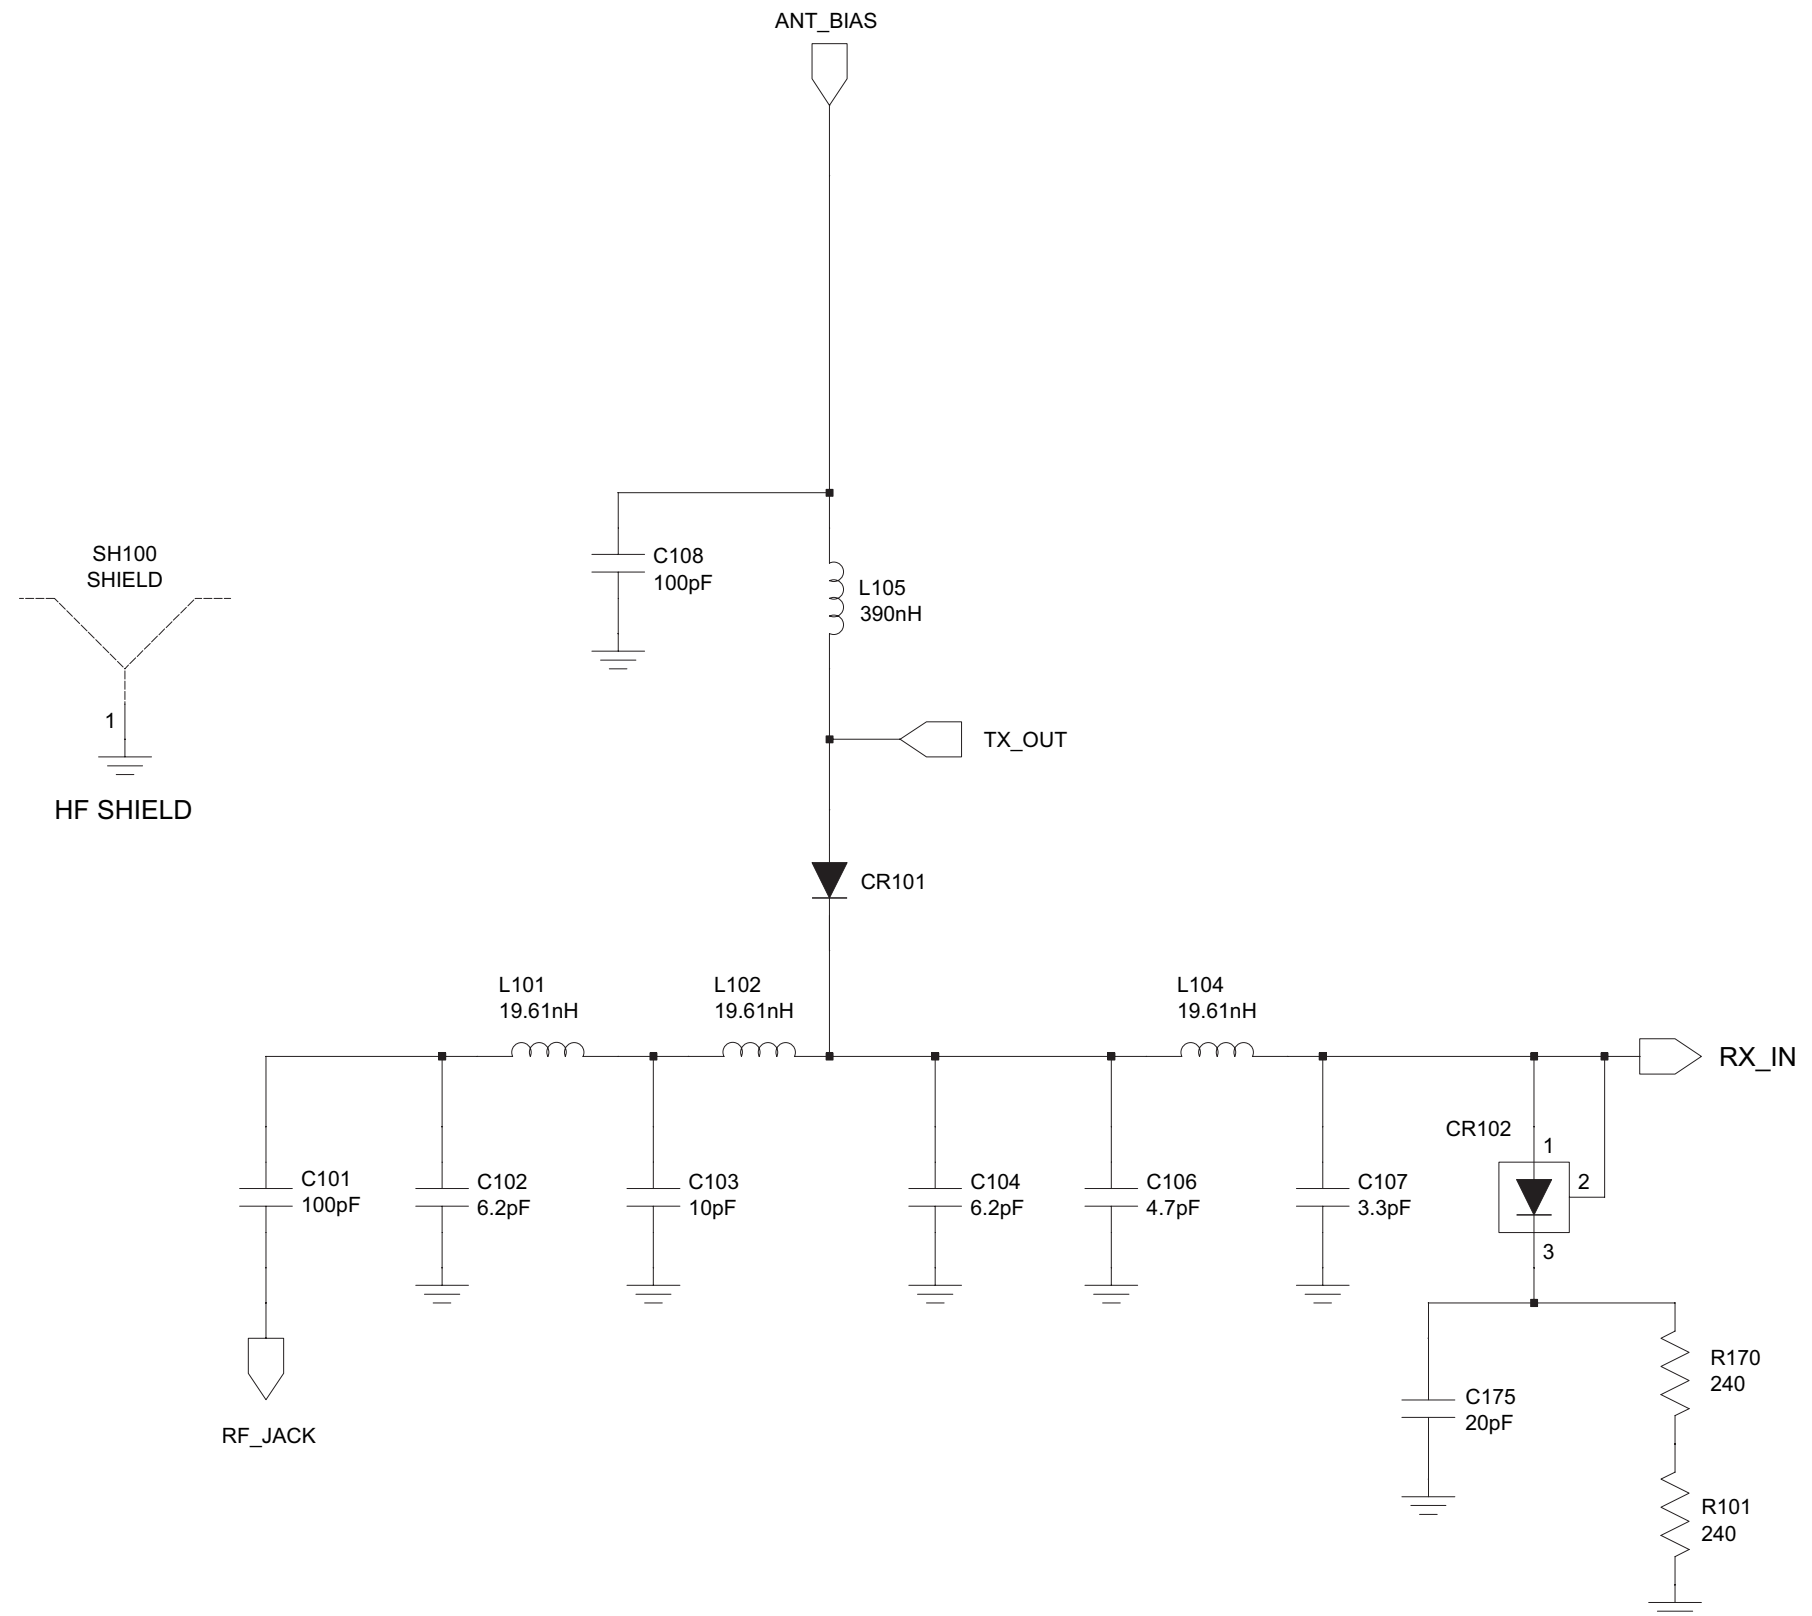 ANT_BIAS
C108
100pF
L105
390nH
SH100
SHIELD
1
HF SHIELD
TX_OUT
CR101
L101
19.61nH
L102
19.61nH
L104
19.61nH
RX_IN
CR102
1
2
3
C101
100pF
C102
6.2pF
C103
10pF
C104
6.2pF
C106
4.7pF
C107
3.3pF
RF_JACK
C175
20pF
R170
240
R101
240